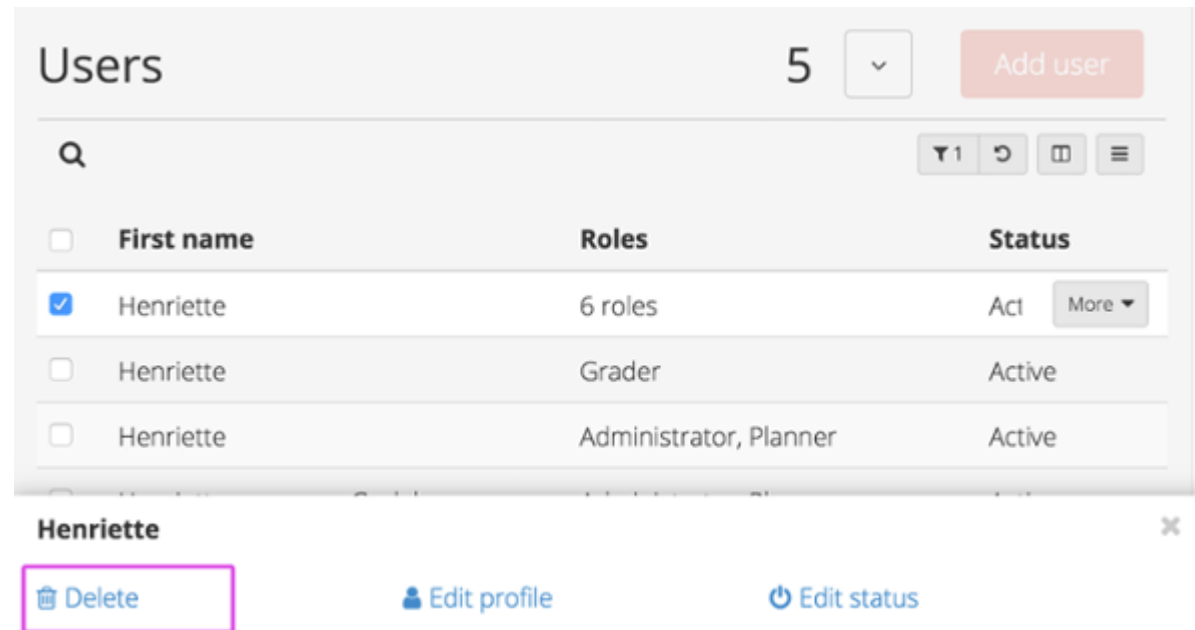 Users 5 Add user
1
First name Roles Status
Henriette 6 roles Act More
Henriette Grader Active
Henriette Administrator, Planner Active
Henriette
Delete Edit profile Edit status